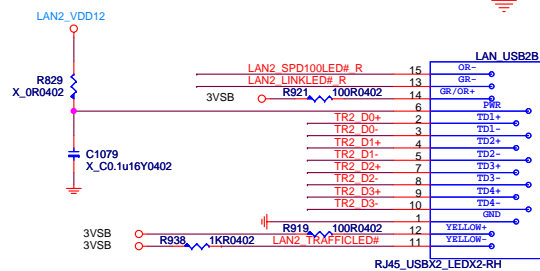 LAN2_VDD12
LAN_USB2B
R829
X_0R0402
LAN2_SPD100LED#_R 15 OR-
LAN2_LINKLED#_R 13 GR-
3VSB R921 100R0402 14 GR/OR+
6 PWR
TR2_D0+ 2 TD1+
TR2_D0- 3 TD1-
TR2_D1+ 4 TD2+
TR2_D1- 5 TD2-
TR2_D2+ 7 TD3+
TR2_D2- 8 TD3-
TR2_D3+ 9 TD4+
TR2_D3- 10 TD4-
C1079
X_C0.1u16Y0402
1 GND
3VSB R919 100R0402 12 YELLOW+
3VSB R938 1KR0402 LAN2_TRAFFICLED# 11 YELLOW-
RJ45_USBX2_LEDX2-RH